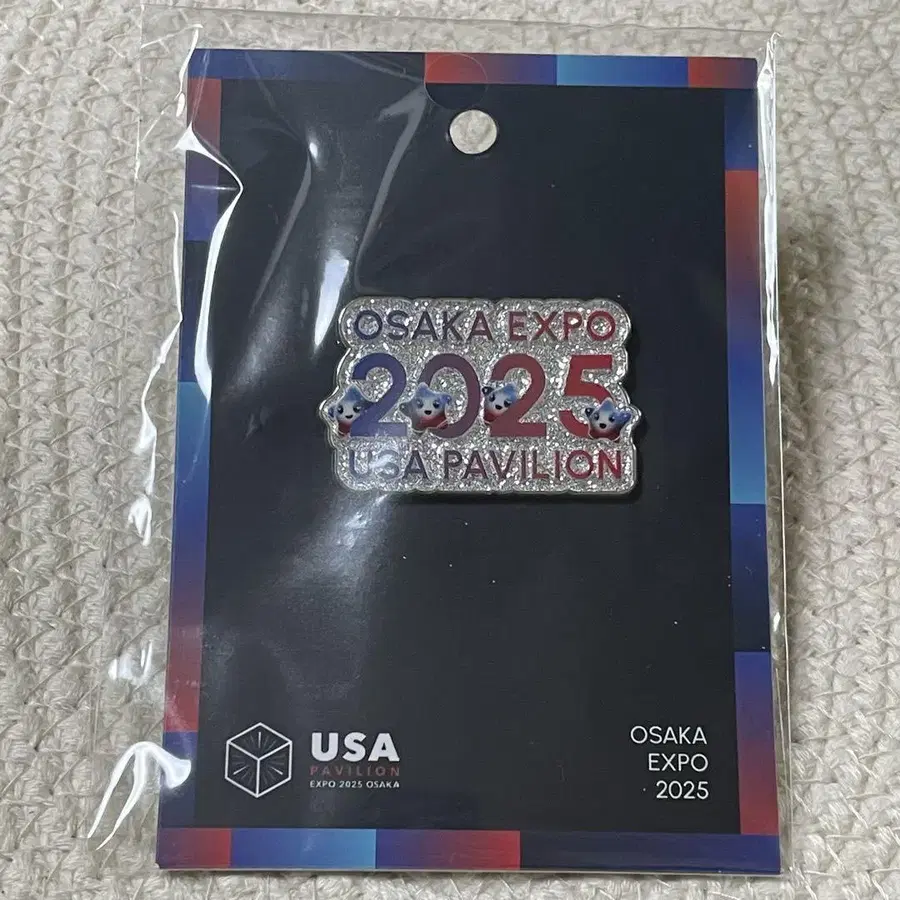 OSAKA EXPO
2025
USA PAVILION
USA
PAVILION
EXPO 2025 OSAKA
OSAKA
EXPO
2025